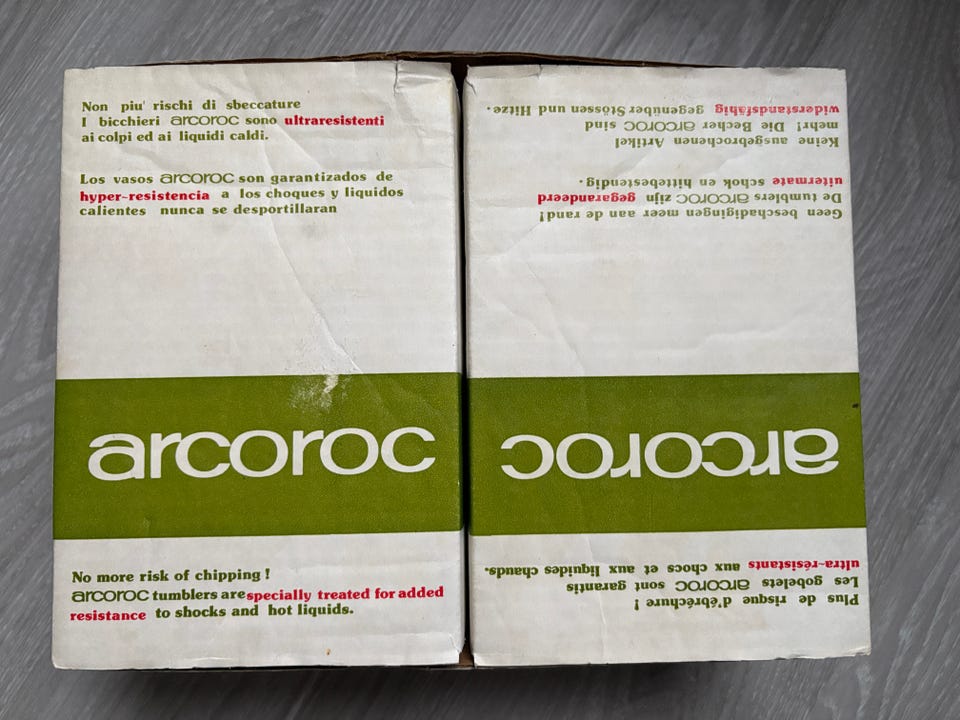 Non piu' rischi di sbeccature
I bicchieri arcoroc sono ultraresistenti
ai colpi ed ai liquidi caldi.
Los vasos arcoroc son garantizados de
hyper-resistencia a los choques y liquidos
calientes nunca se desportillaran
arcoroc
No more risk of chipping !
arcoroc tumblers are specially treated for added
resistance to shocks and hot liquids.
Plus de risque d'ébréchure !
Les gobelets arcoroc sont garantis
ultra-résistants aux chocs et aux liquides chauds.
arcoroc
Geen beschadigingen meer aan de rand!
De tumblers arcoroc zijn gegarandeerd
uitermate schok en hittebestendig.
Keine ausgebrochenen Artikel
mehr! Die Becher arcoroc sind
widerstandsfähig gegenüber Stössen und Hitze.